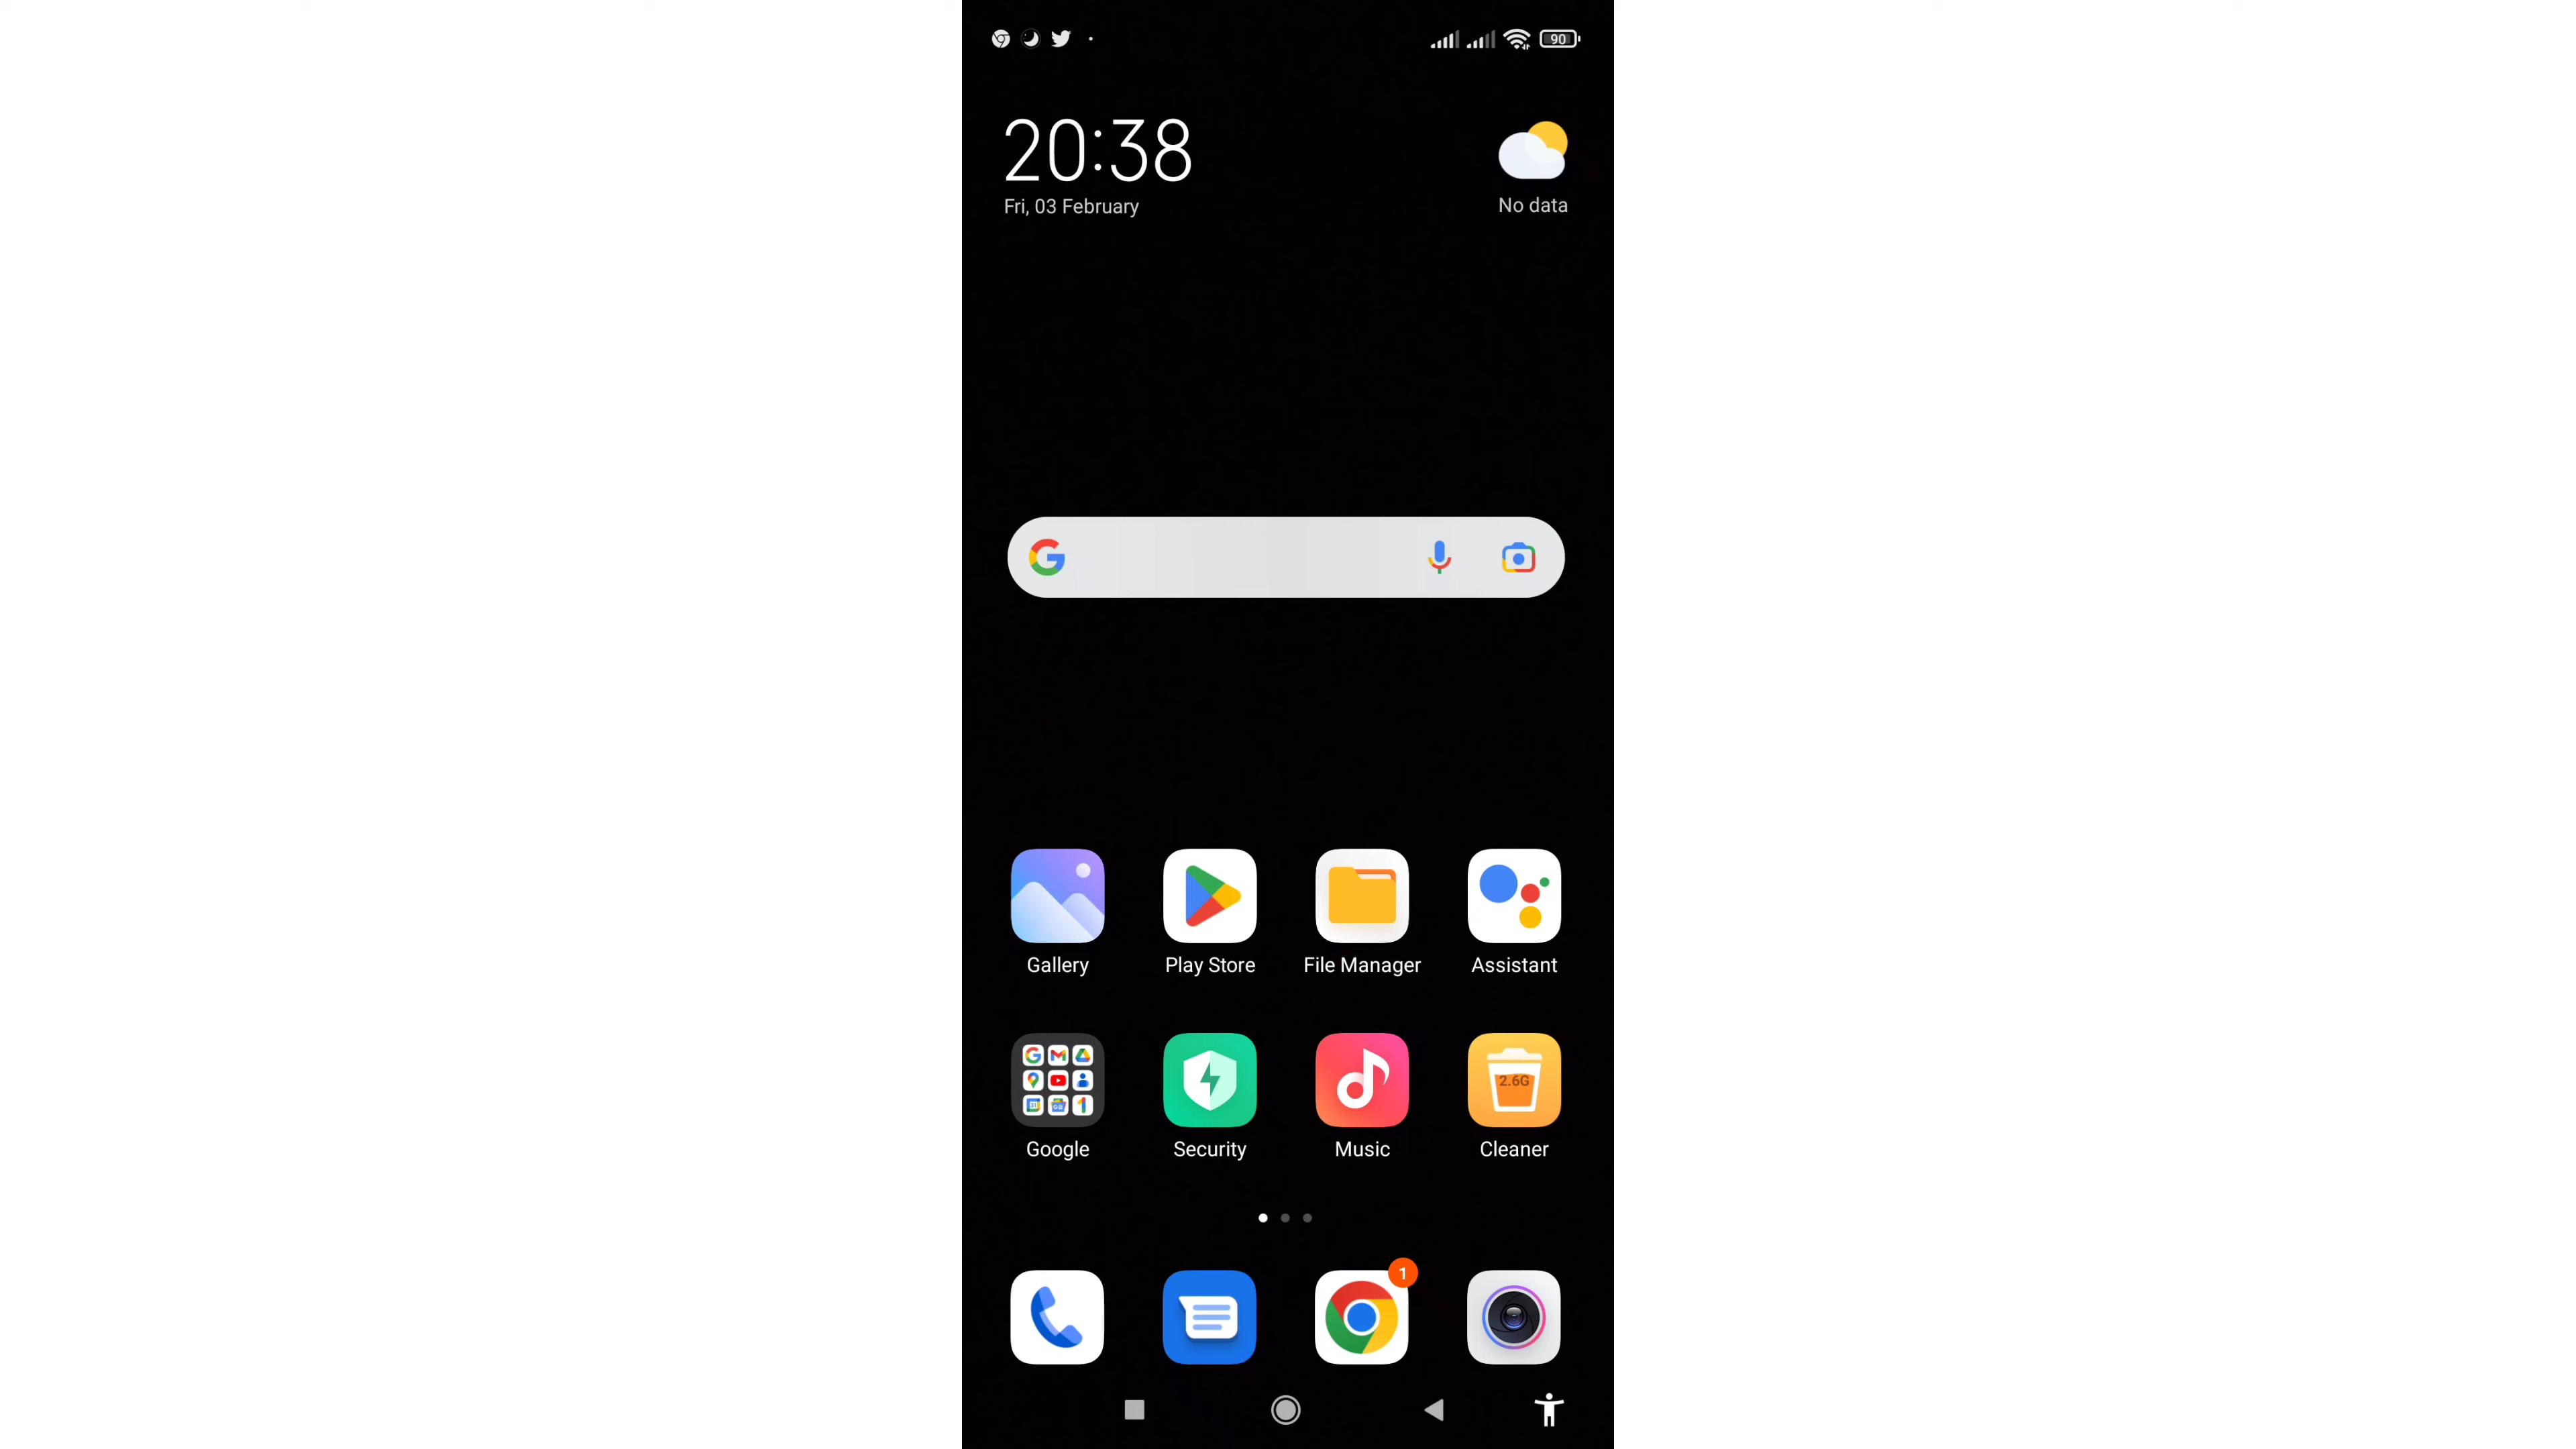 90
20:38
Fri, 03 February
No data
Gallery
Play Store
File Manager
Assistant
2.6G
Google
Security
Music
Cleaner
1